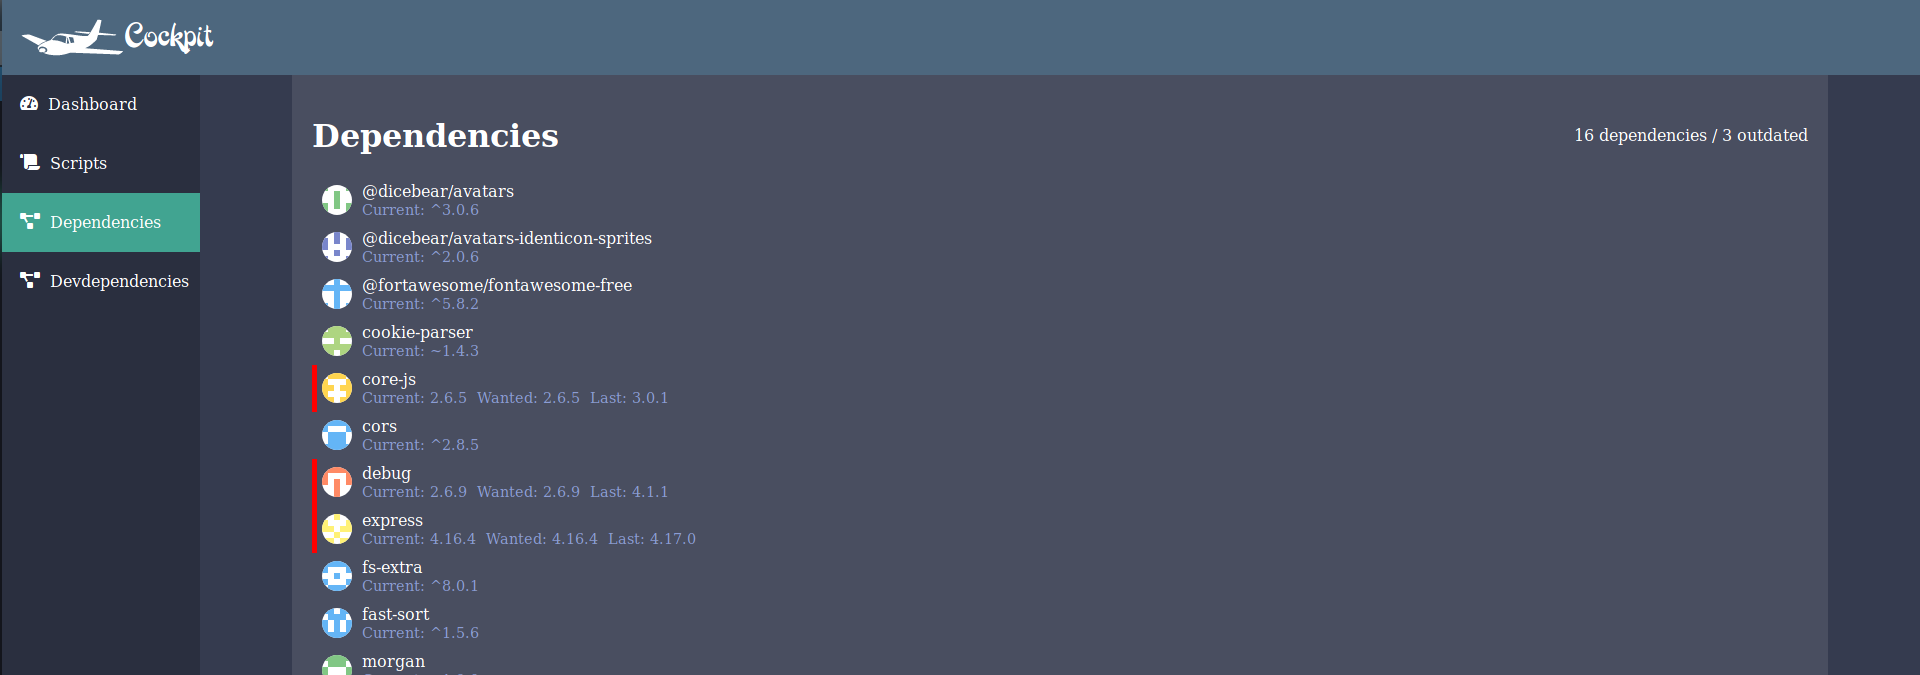 Cockpit
Dashboard
Scripts
Dependencies
Devdependencies
Dependencies
16 dependencies / 3 outdated
@dicebear/avatars
Current: ^3.0.6
@dicebear/avatars-identicon-sprites
Current: ^2.0.6
@fortawesome/fontawesome-free
Current: ^5.8.2
cookie-parser
Current: ~1.4.3
core-js
Current: 2.6.5 Wanted: 2.6.5 Last: 3.0.1
cors
Current: ^2.8.5
debug
Current: 2.6.9 Wanted: 2.6.9 Last: 4.1.1
express
Current: 4.16.4 Wanted: 4.16.4 Last: 4.17.0
fs-extra
Current: ^8.0.1
fast-sort
Current: ^1.5.6
morgan